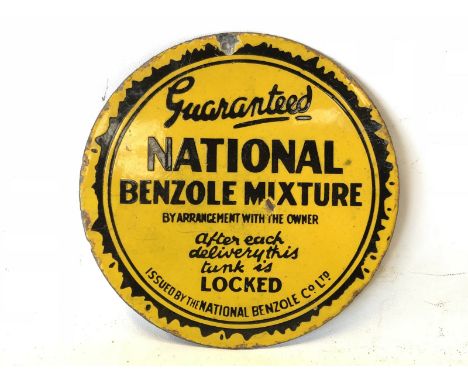 Guaranteed
NATIONAL
BENZOLE MIXTURE
BY ARRANGEMENT WITH THE OWNER
After each
delivery this
tank is
LOCKED
ISSUED BY THE NATIONAL BENZOLE CO LTD